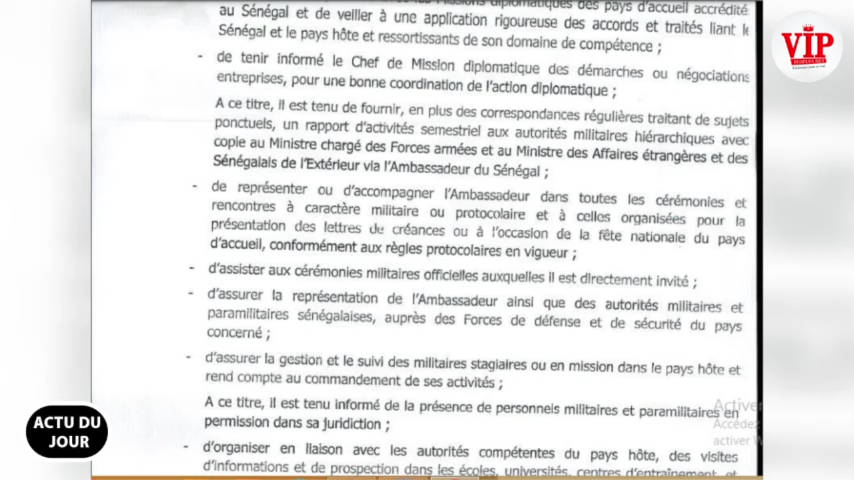 Missions diplomatiques des pays d'accueil accrédité
au Sénégal et de veiller à une application rigoureuse des accords et traités liant le
Sénégal et le pays hôte et ressortissants de son domaine de compétence ;
- de tenir informé le Chef de Mission diplomatique des démarches ou négociations
entreprises, pour une bonne coordination de l'action diplomatique ;
A ce titre, il est tenu de fournir, en plus des correspondances régulières traitant de sujets
ponctuels, un rapport d'activités semestriel aux autorités militaires hiérarchiques avec
copie au Ministre chargé des Forces armées et au Ministre des Affaires étrangères et des
Sénégalais de l'Extérieur via l'Ambassadeur du Sénégal ;
- de représenter ou d'accompagner l'Ambassadeur dans toutes les cérémonies et
rencontres à caractère militaire ou protocolaire et à celles organisées pour la
présentation des lettres de créances ou à l'occasion de la fête nationale du pays
d'accueil, conformément aux règles protocolaires en vigueur ;
- d'assister aux cérémonies militaires officielles auxquelles il est directement invité ;
- d'assurer la représentation de l'Ambassadeur ainsi que des autorités militaires et
paramilitaires sénégalaises, auprès des Forces de défense et de sécurité du pays
concerné ;
- d'assurer la gestion et le suivi des militaires stagiaires ou en mission dans le pays hôte et
rend compte au commandement de ses activités ;
A ce titre, il est tenu informé de la présence de personnels militaires et paramilitaires en
permission dans sa juridiction ;
- d'organiser en liaison avec les autorités compétentes du pays hôte, des visites
d'informations et de prospection dans les écoles, universités, centres d'entraînement et
VIP
ACTU DU
JOUR
Activer
Accédez
activer W